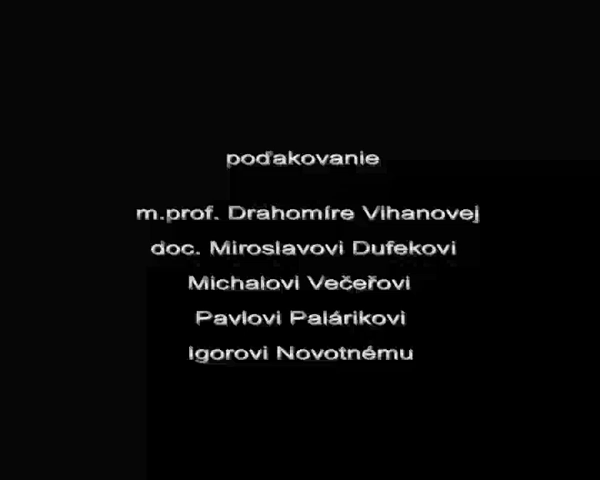 poďakovanie
m.prof. Drahomíre Vihanovej
doc. Miroslavovi Dufekovi
Michalovi Večeřovi
Pavlovi Palárikovi
Igorovi Novotnému